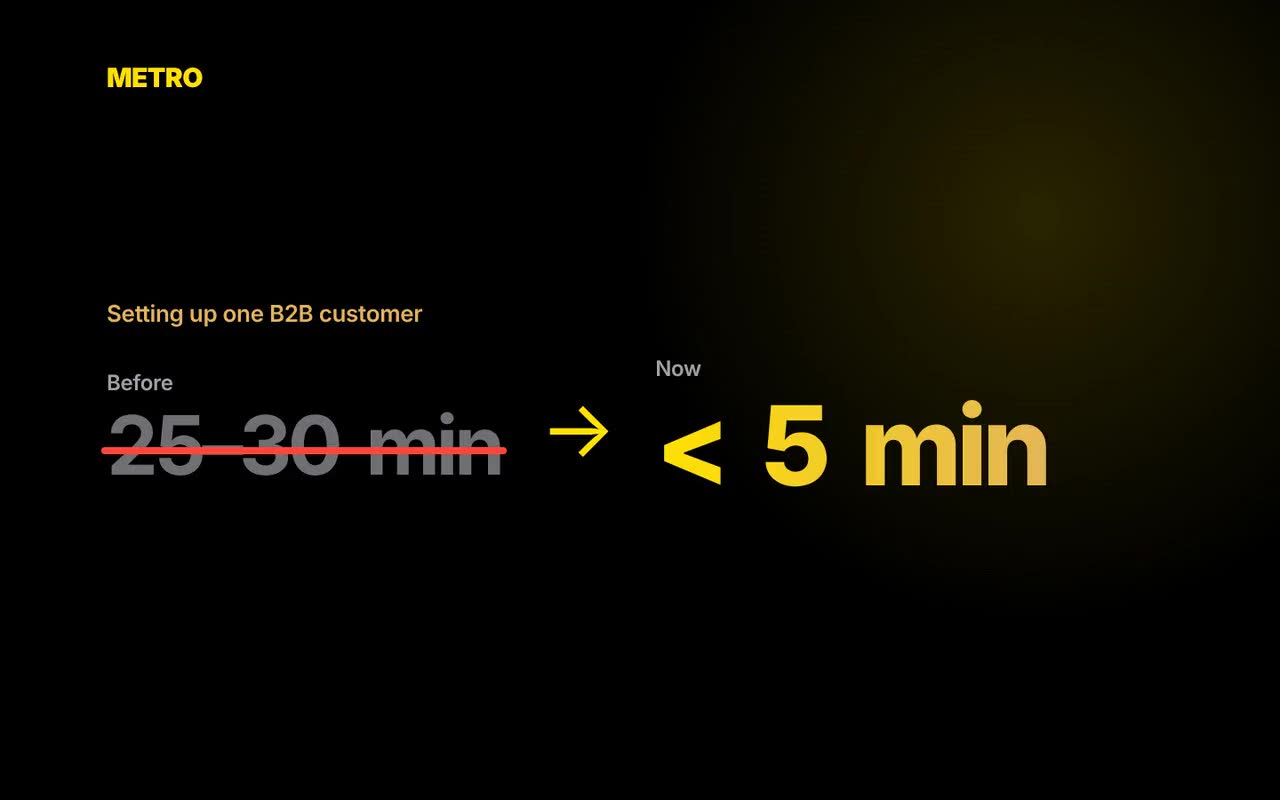 METRO
Setting up one B2B customer
Before
25–30 min
→
Now
< 5 min